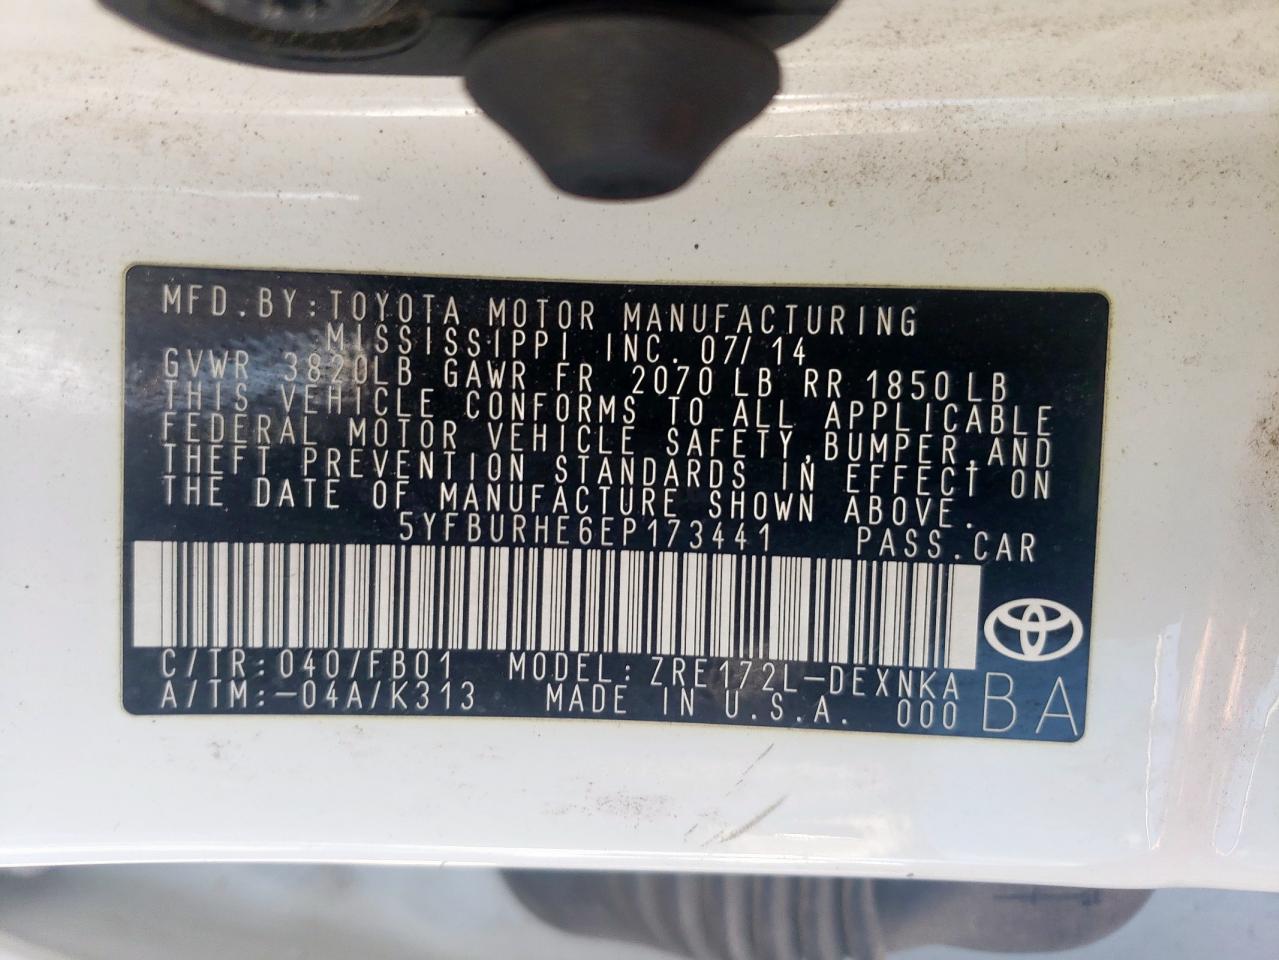 MFD.BY:TOYOTA MOTOR MANUFACTURING
MISSISSIPPI INC. 07/14
GVWR 3820LB GAWR FR 2070 LB RR 1850 LB
THIS VEHICLE CONFORMS TO ALL APPLICABLE
FEDERAL MOTOR VEHICLE SAFETY,BUMPER,AND
THEFT PREVENTION STANDARDS IN EFFECT ON
THE DATE OF MANUFACTURE SHOWN ABOVE.
5YFBURHE6EP173441 PASS.CAR
C/TR:040/FB01 MODEL:ZRE172L-DEXNKA
A/TM:-04A/K313 MADE IN U.S.A. 000 BA